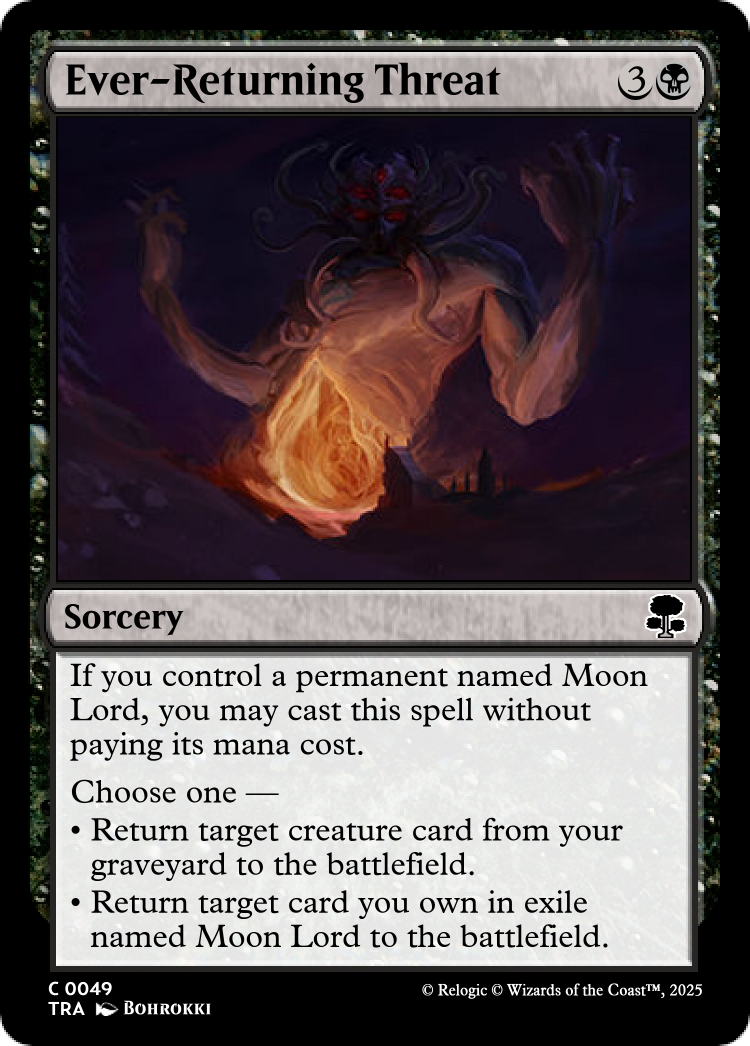 Ever-Returning Threat 3
Sorcery
If you control a permanent named Moon
Lord, you may cast this spell without
paying its mana cost.
Choose one —
• Return target creature card from your
graveyard to the battlefield.
• Return target card you own in exile
named Moon Lord to the battlefield.
C 0049
TRA BOHROKKI
© Relogic © Wizards of the Coast™, 2025